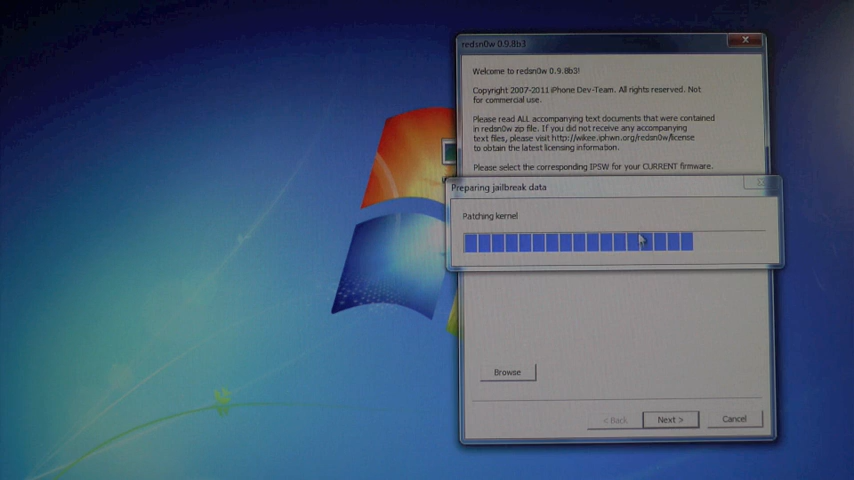 redsn0w 0.9.8b3
Welcome to redsn0w 0.9.8b3!
Copyright 2007-2011 iPhone Dev-Team. All rights reserved. Not
for commercial use.
Please read ALL accompanying text documents that were contained
in redsn0w zip file. If you did not receive any accompanying
text files, please visit http://wikee.iphwn.org/redsn0w/license
to obtain the latest licensing information.
Please select the corresponding IPSW for your CURRENT firmware.
Preparing jailbreak data
Patching kernel
Browse
< Back
Next >
Cancel